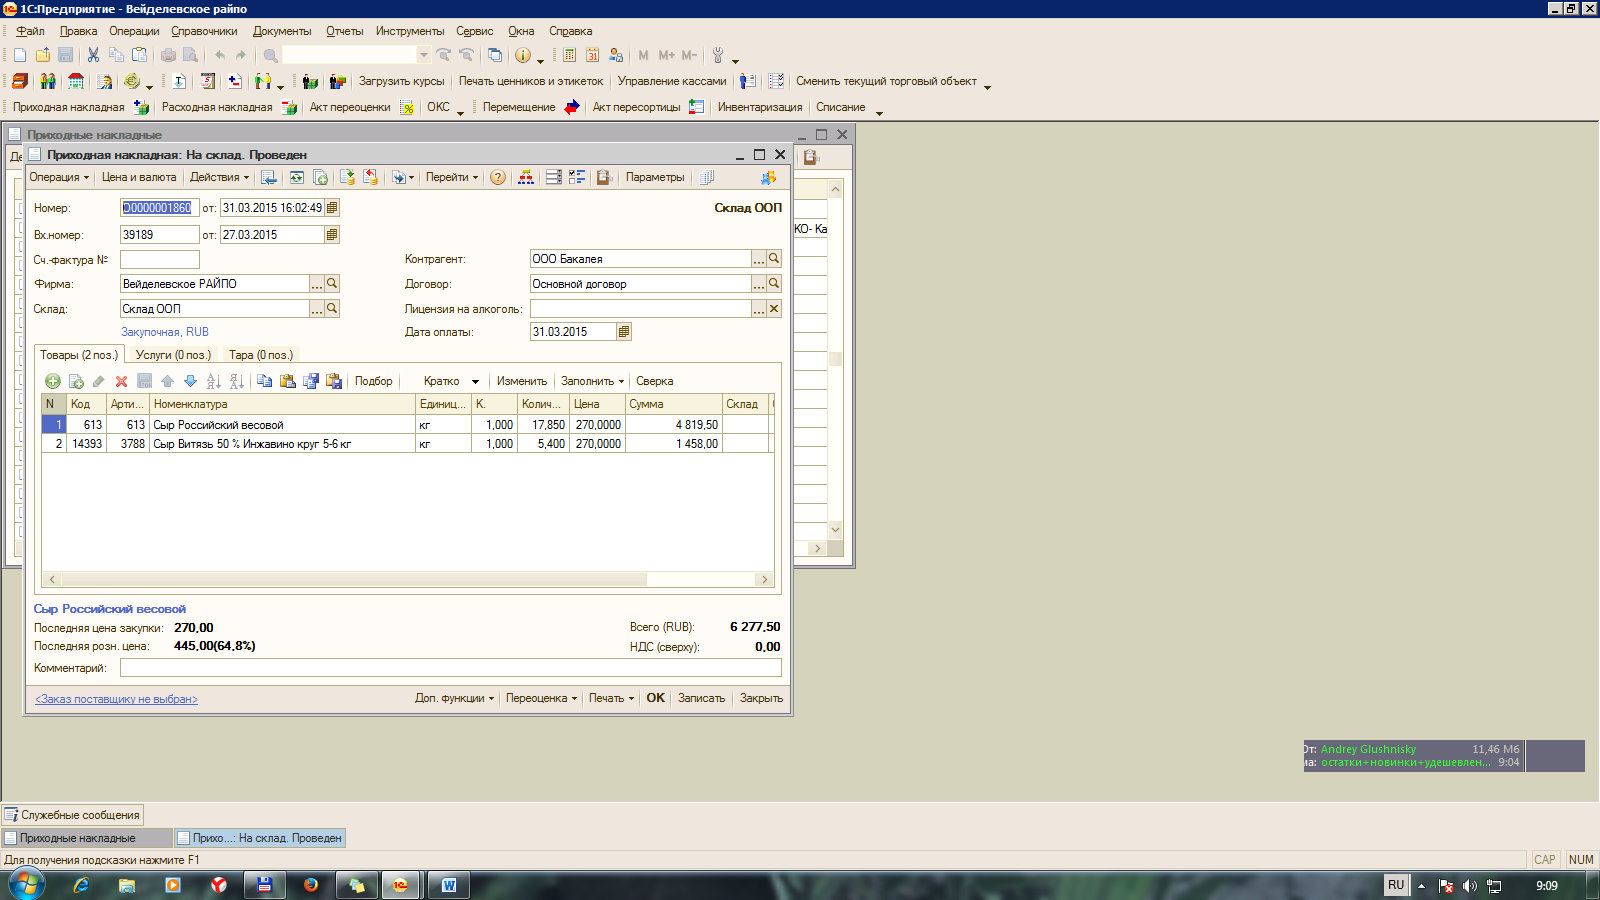 1С:Предприятие - Вейделевское райпо
Файл Правка Операции Справочники Документы Отчеты Инструменты Сервис Окна Справка
M M+ M-
Загрузить курсы Печать ценников и этикеток Управление кассами Сменить текущий торговый объект
Приходная накладная Расходная накладная Акт переоценки ОКС Перемещение Акт пересортицы Инвентаризация Списание
Приходные накладные
Приходная накладная: На склад. Проведен
Де
Операция Цена и валюта Действия Перейти Параметры
Номер: О0000001860 от: 31.03.2015 16:02:49 Склад ООП
Вх.номер: 39189 от: 27.03.2015
КО- Ка
Сч.-фактура № Контрагент: ООО Бакалея
Фирма: Вейделевское РАЙПО Договор: Основной договор
Склад: Склад ООП Лицензия на алкоголь:
Закупочная, RUB Дата оплаты: 31.03.2015
Товары (2 поз.) Услуги (0 поз.) Тара (0 поз.)
Подбор Кратко Изменить Заполнить Сверка
N Код Арти... Номенклатура Единиц... К. Колич... Цена Сумма Склад
1 613 613 Сыр Российский весовой кг 1,000 17,850 270,0000 4 819,50
2 14393 3788 Сыр Витязь 50 % Инжавино круг 5-6 кг кг 1,000 5,400 270,0000 1 458,00
Сыр Российский весовой
Последняя цена закупки: 270,00 Всего (RUB): 6 277,50
Последняя розн. цена: 445,00(64,8%) НДС (сверху): 0,00
Комментарий:
<Заказ поставщику не выбран> Доп. функции Переоценка Печать ОК Записать Закрыть
От: Andrey Glushnisky 11,46 Мб
ма: остатки+новинки+удешевлен... 9:04
Служебные сообщения
Приходные накладные Прихо...: На склад. Проведен
Для получения подсказки нажмите F1 CAP NUM
RU 9:09